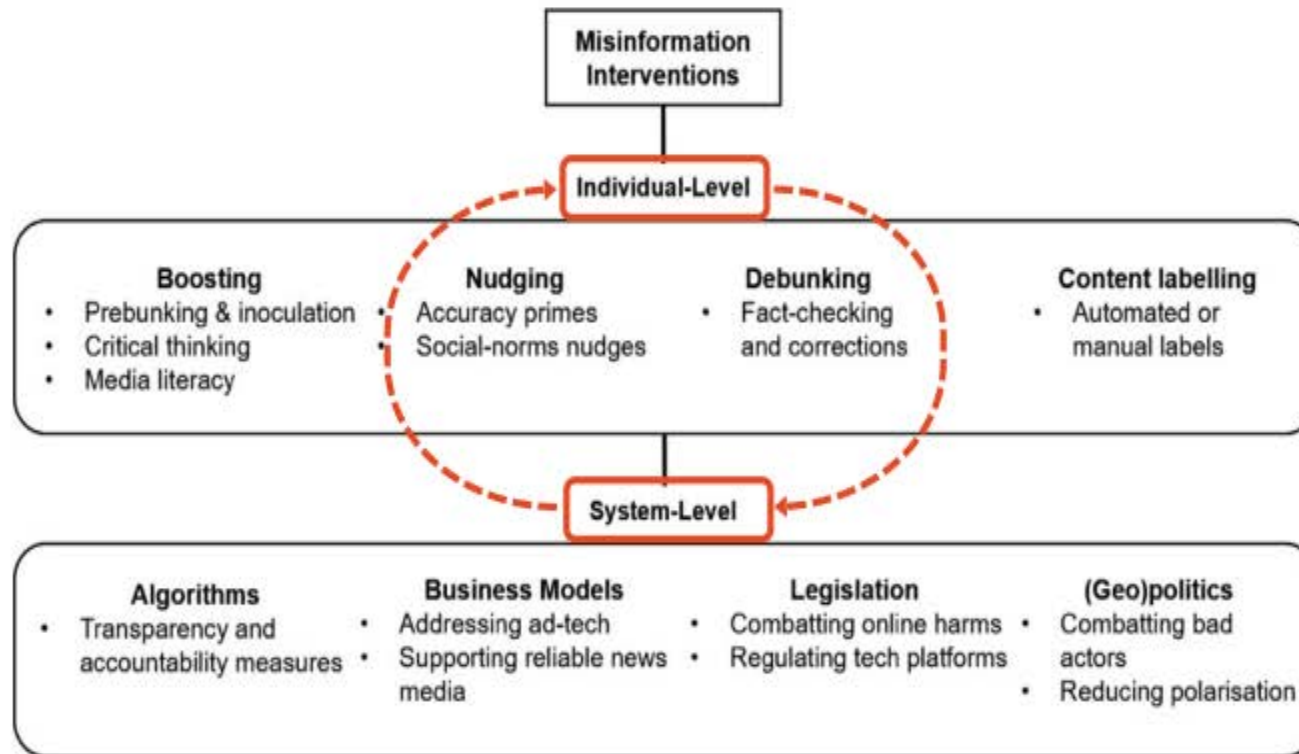 Misinformation
Interventions
Individual-Level
Boosting
• Prebunking & inoculation
• Critical thinking
• Media literacy
Nudging
• Accuracy primes
• Social-norms nudges
Debunking
• Fact-checking
and corrections
Content labelling
• Automated or
manual labels
System-Level
Algorithms
• Transparency and
accountability measures
Business Models
• Addressing ad-tech
• Supporting reliable news
media
Legislation
• Combatting online harms
• Regulating tech platforms
(Geo)politics
• Combatting bad
actors
• Reducing polarisation